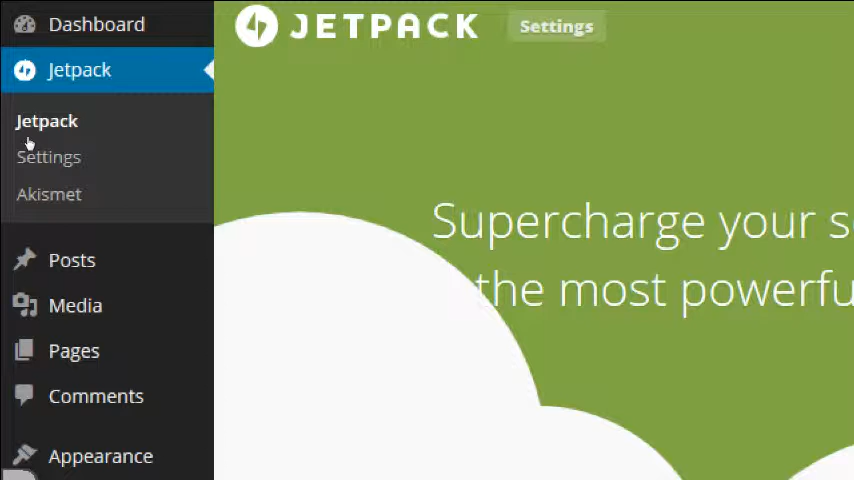 Dashboard
Jetpack
Jetpack
Settings
Akismet
Posts
Media
Pages
Comments
Appearance
JETPACK
Settings
Supercharge your s
the most powerfu